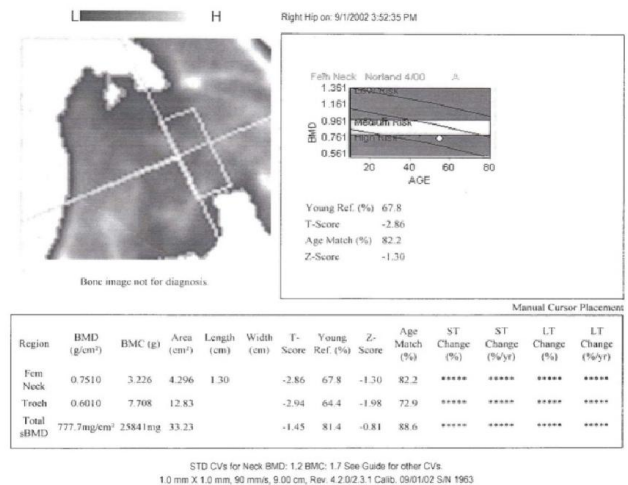 L H
Right Hip on: 9/1/2002 3:52:35 PM
Fem Neck Norland 4/00
1.361
1.161
0.961
0.761
0.561
BMD
Low Risk
Medium Risk
High Risk
20 40 60 80
AGE
Young Ref. (%) 67.8
T-Score -2.86
Age Match (%) 82.2
Z-Score -1.30
Bone image not for diagnosis.
Manual Cursor Placement
Region BMD (g/cm²) BMC (g) Area (cm²) Length (cm) Width (cm) T-Score Young Ref. (%) Z-Score Age Match (%) ST Change (%) ST Change (%/yr) LT Change (%) LT Change (%/yr)
Fem Neck 0.7510 3.226 4.296 1.30 -2.86 67.8 -1.30 82.2 ***** ***** ***** *****
Troch 0.6010 7.708 12.83 -2.94 64.4 -1.98 72.9 ***** ***** ***** *****
Total sBMD 777.7mg/cm² 25841mg 33.23 -1.45 81.4 -0.81 88.6 ***** ***** ***** *****
STD CVs for Neck BMD: 1.2 BMC: 1.7 See Guide for other CVs.
1.0 mm X 1.0 mm, 90 mm/s, 9.00 cm, Rev. 4.2.0/2.3.1 Calib. 09/01/02 S/N 1963